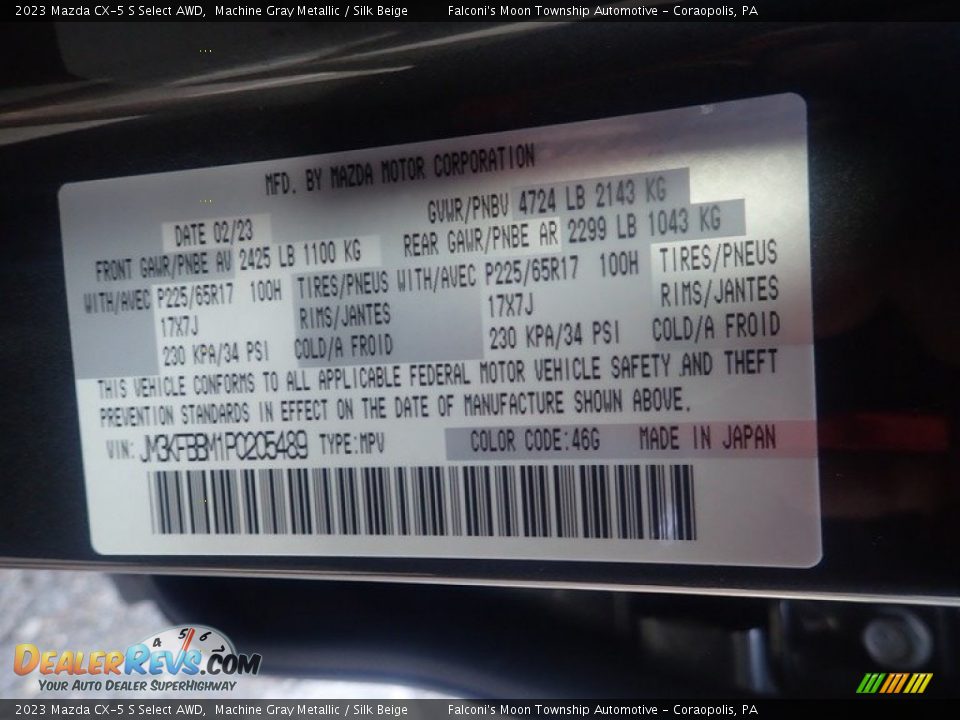 2023 Mazda CX-5 S Select AWD, Machine Gray Metallic / Silk Beige Falconi's Moon Township Automotive - Coraopolis, PA
MFD. BY MAZDA MOTOR CORPORATION
DATE 02/23 GVWR/PNBV 4724 LB 2143 KG
FRONT GAWR/PNBE AV 2425 LB 1100 KG REAR GAWR/PNBE AR 2299 LB 1043 KG
WITH/AVEC P225/65R17 100H TIRES/PNEUS WITH/AVEC P225/65R17 100H TIRES/PNEUS
17X7J RIMS/JANTES 17X7J RIMS/JANTES
230 KPA/34 PSI COLD/A FROID 230 KPA/34 PSI COLD/A FROID
THIS VEHICLE CONFORMS TO ALL APPLICABLE FEDERAL MOTOR VEHICLE SAFETY AND THEFT
PREVENTION STANDARDS IN EFFECT ON THE DATE OF MANUFACTURE SHOWN ABOVE.
VIN: JM3KFBBM1P0205489 TYPE:MPV COLOR CODE:46G MADE IN JAPAN
4 5 6
DEALERREVS.COM
YOUR AUTO DEALER SUPERHIGHWAY
2023 Mazda CX-5 S Select AWD, Machine Gray Metallic / Silk Beige Falconi's Moon Township Automotive - Coraopolis, PA